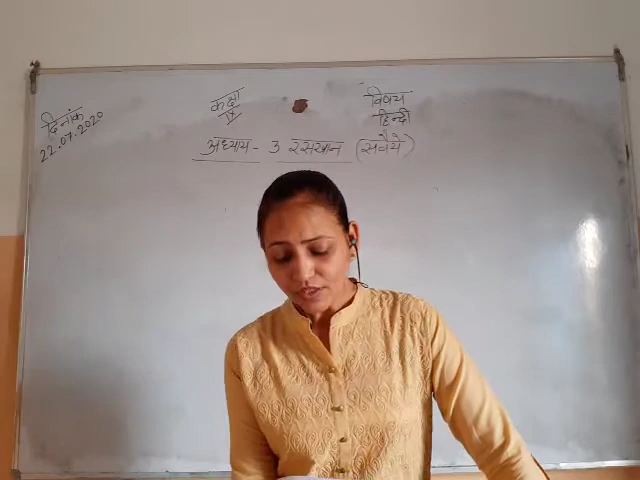 दिनांक
22.07.2020
कक्षा
IX
विषय
हिन्दी
अध्याय - 3 रसखान (सवैये)